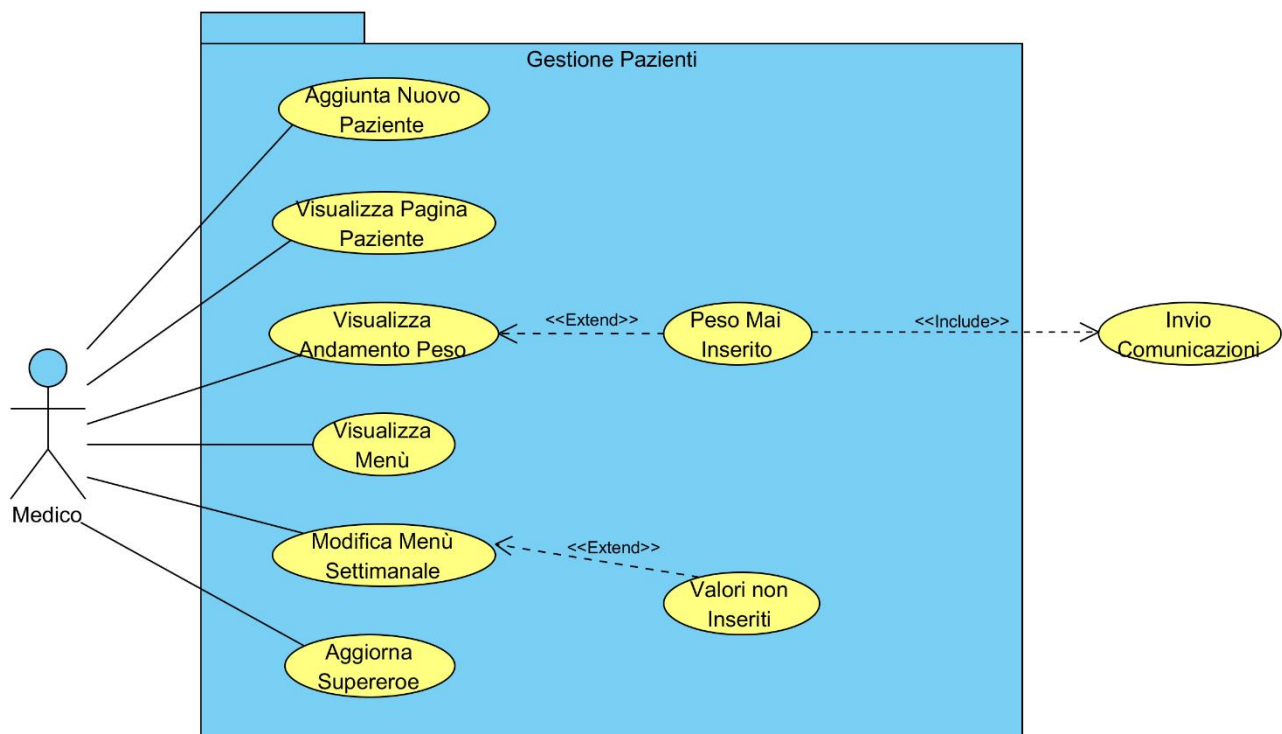 Gestione Pazienti
Aggiunta Nuovo
Paziente
Visualizza Pagina
Paziente
Visualizza
Andamento Peso
<<Extend>>
Peso Mai
Inserito
<<Include>>
Invio
Comunicazioni
Visualizza
Menù
Medico
Modifica Menù
Settimanale
<<Extend>>
Valori non
Inseriti
Aggiorna
Supereroe